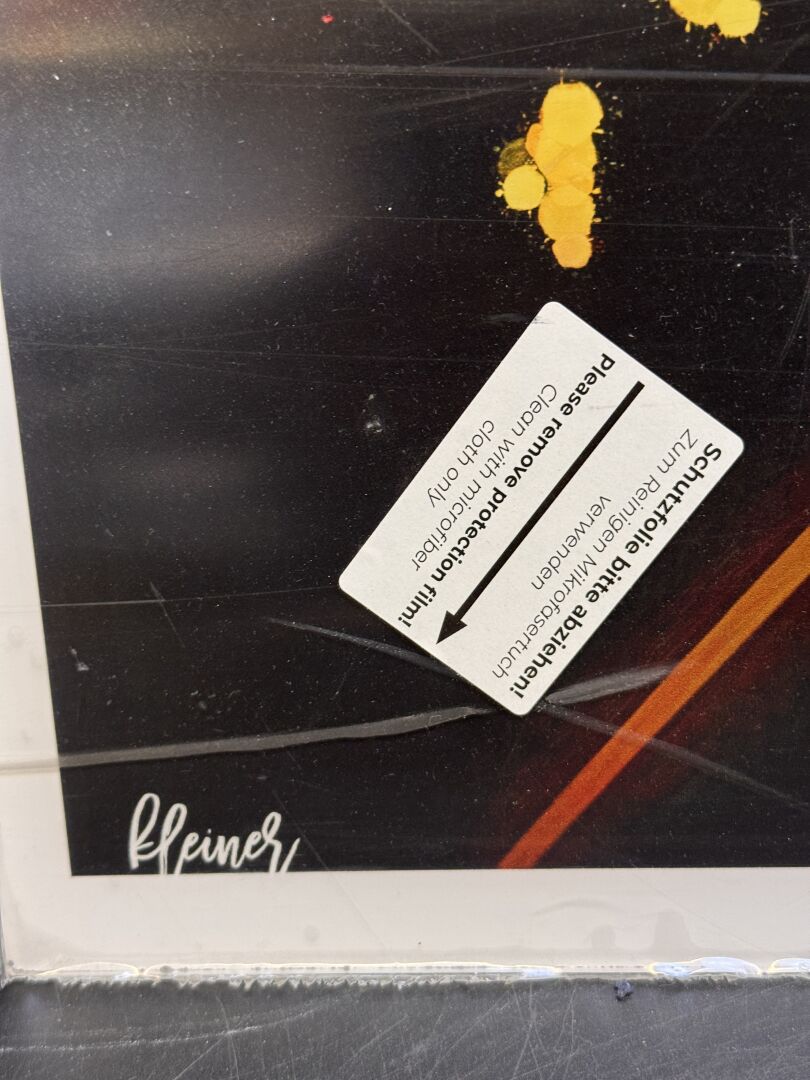 Schutzfolie bitte abziehen!
Zum Reinigen Mikrofasertuch
verwenden
Please remove protection film!
Clean with microfiber
cloth only
kleiner